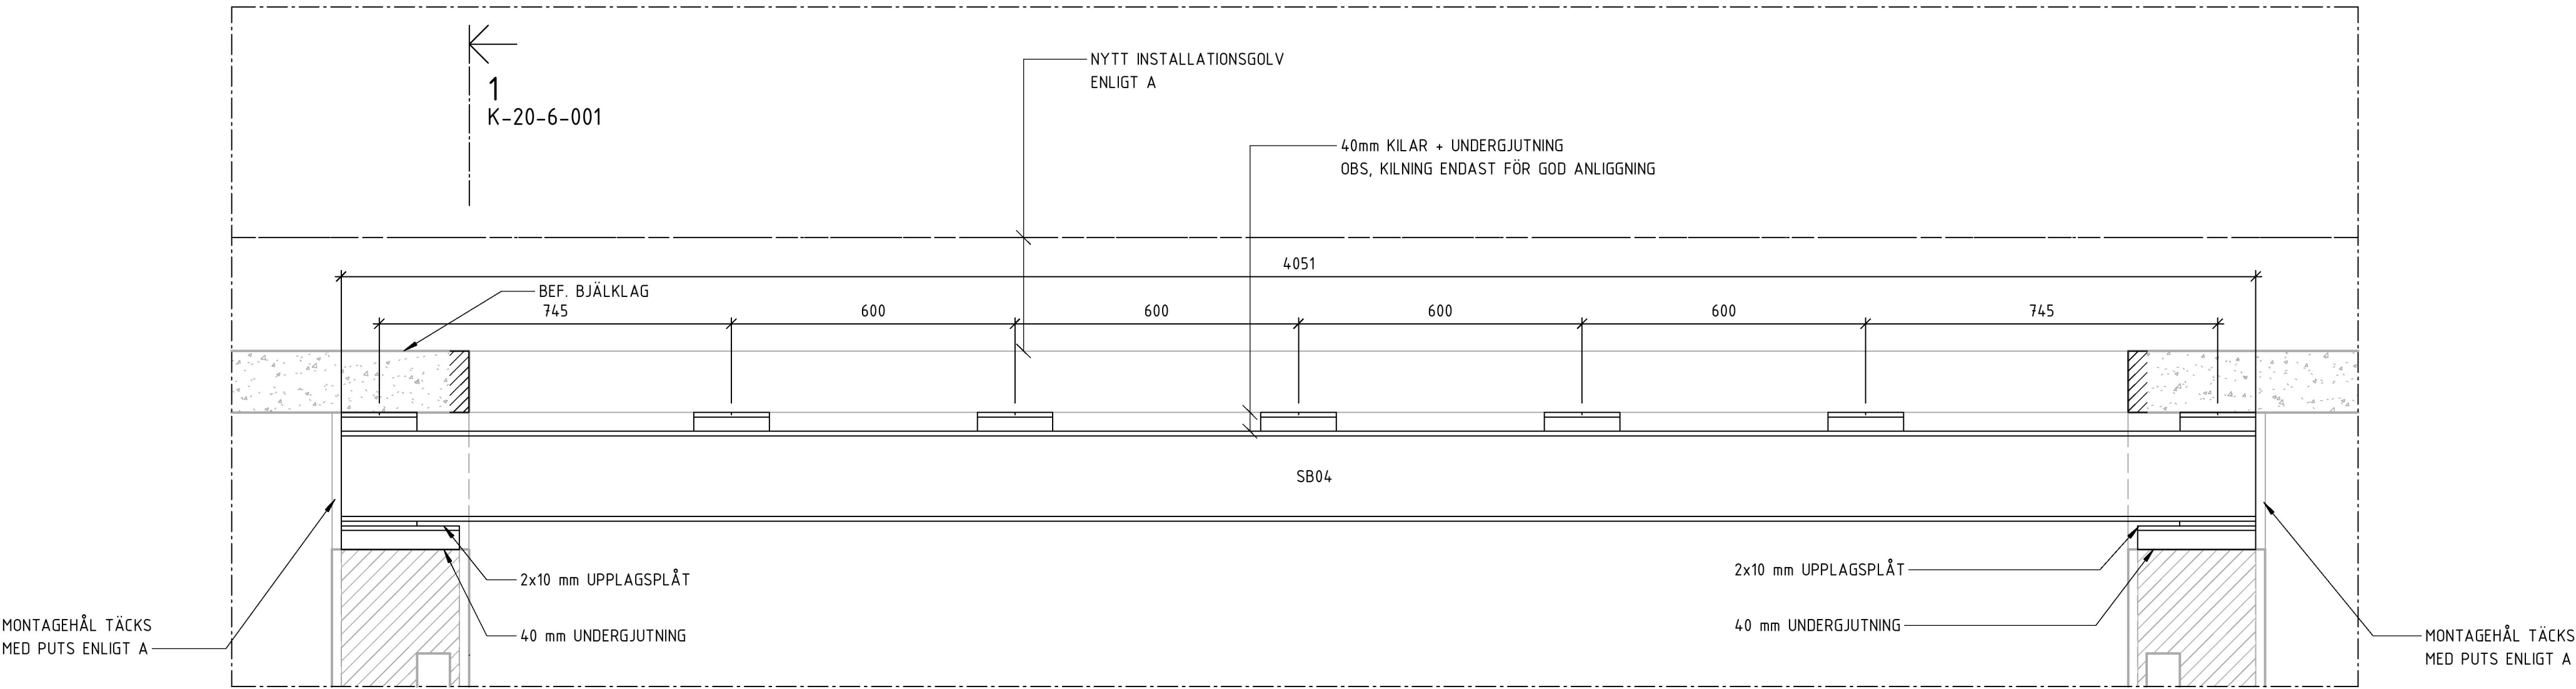 1
K-20-6-001
NYTT INSTALLATIONSGOLV
ENLIGT A
40mm KILAR + UNDERGJUTNING
OBS, KILNING ENDAST FÖR GOD ANLIGGNING
4051
BEF. BJÄLKLAG
745
600
600
600
600
745
SB04
2x10 mm UPPLAGSPLÅT
40 mm UNDERGJUTNING
2x10 mm UPPLAGSPLÅT
40 mm UNDERGJUTNING
MONTAGEHÅL TÄCKS
MED PUTS ENLIGT A
MONTAGEHÅL TÄCKS
MED PUTS ENLIGT A